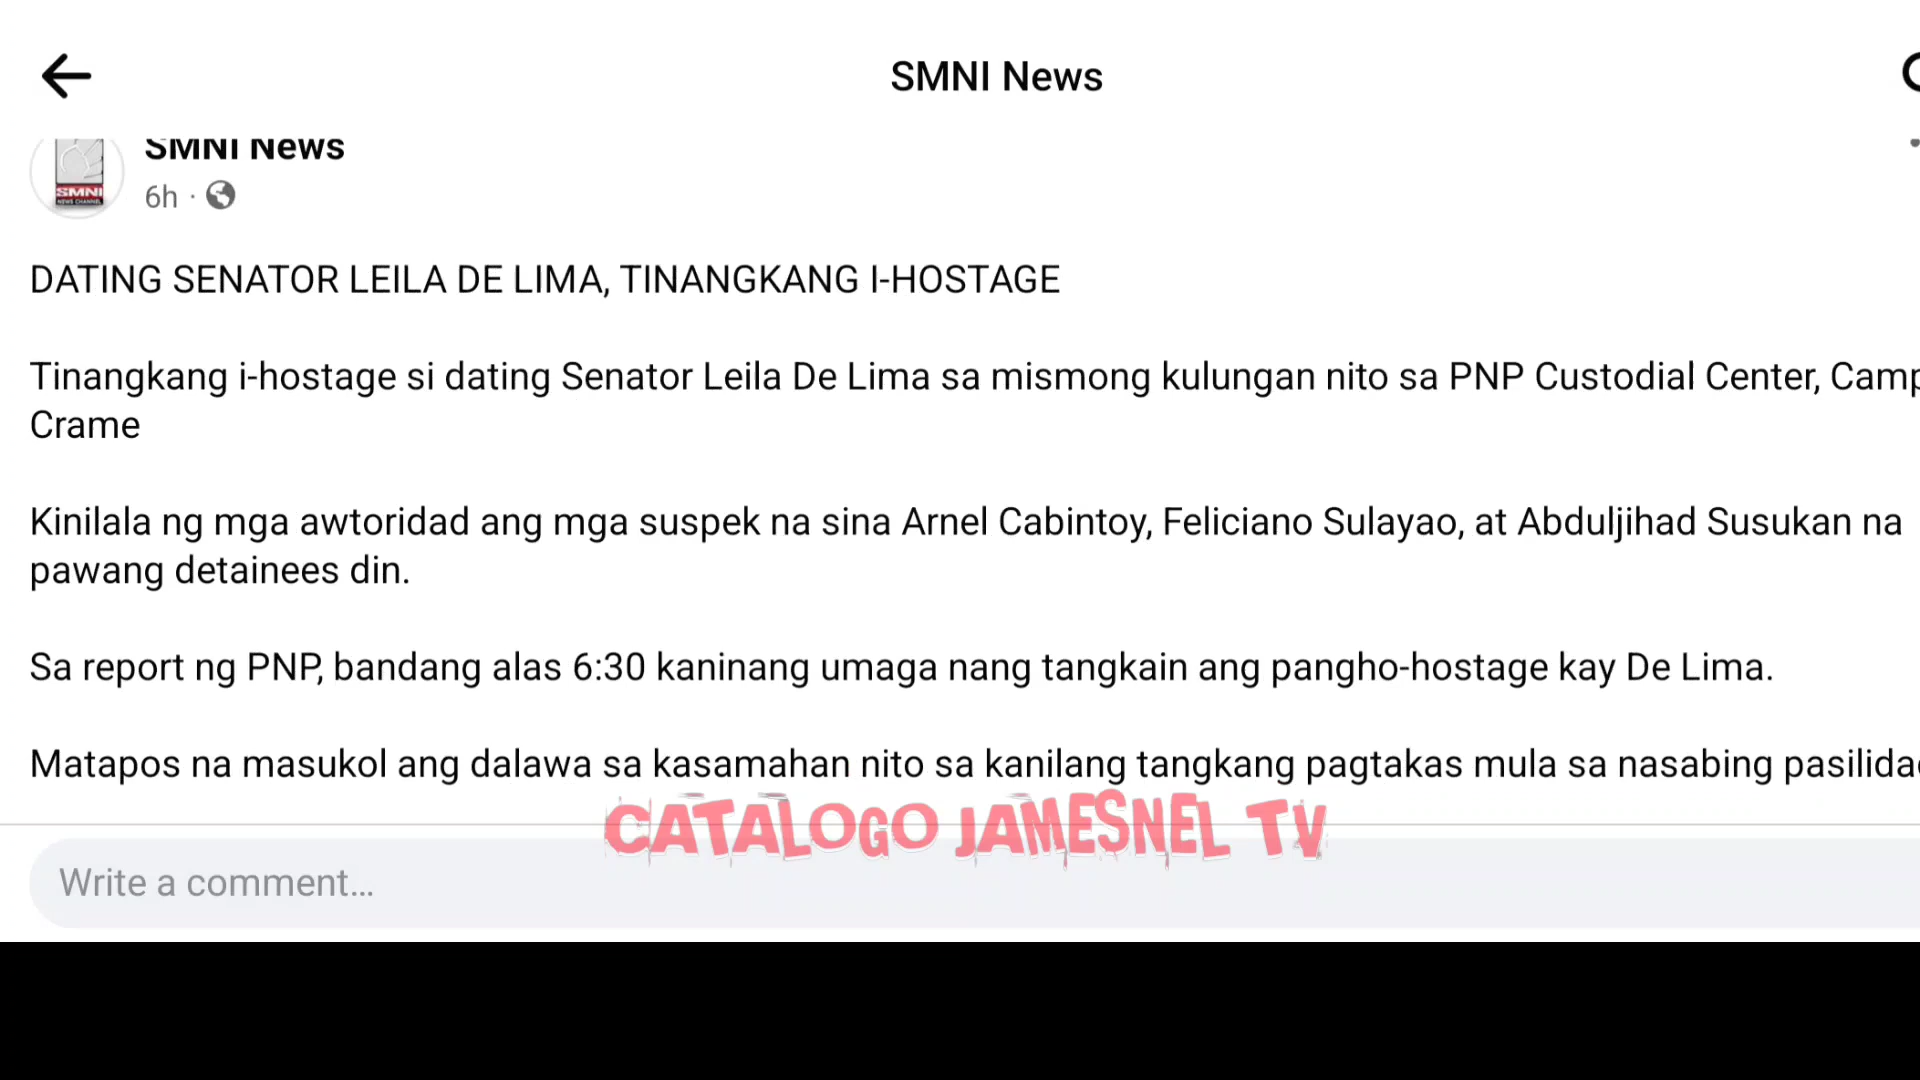 SMNI News
SMNI News
SMNI
NEWS CHANNEL
6h ·
DATING SENATOR LEILA DE LIMA, TINANGKANG I-HOSTAGE
Tinangkang i-hostage si dating Senator Leila De Lima sa mismong kulungan nito sa PNP Custodial Center, Camp
Crame
Kinilala ng mga awtoridad ang mga suspek na sina Arnel Cabintoy, Feliciano Sulayao, at Abduljihad Susukan na
pawang detainees din.
Sa report ng PNP, bandang alas 6:30 kaninang umaga nang tangkain ang pangho-hostage kay De Lima.
Matapos na masukol ang dalawa sa kasamahan nito sa kanilang tangkang pagtakas mula sa nasabing
CATALOGO JAMESNEL TV
Write a comment...